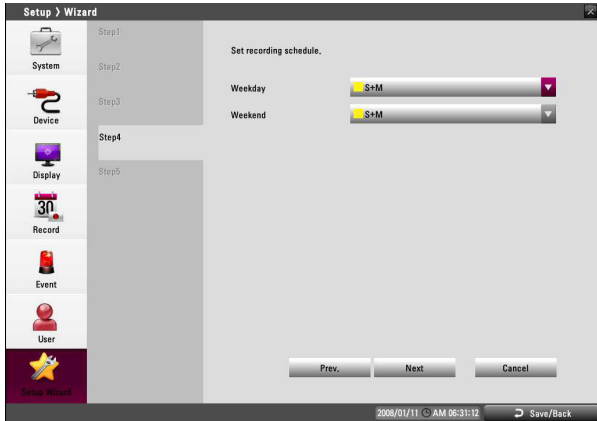 Setup > Wizard
System
Device
Display
30
Record
Event
User
Setup Wizard
Step1
Step2
Step3
Step4
Step5
Set recording schedule.
Weekday S+M
Weekend S+M
Prev. Next Cancel
2008/01/11 AM 06:31:12 Save/Back